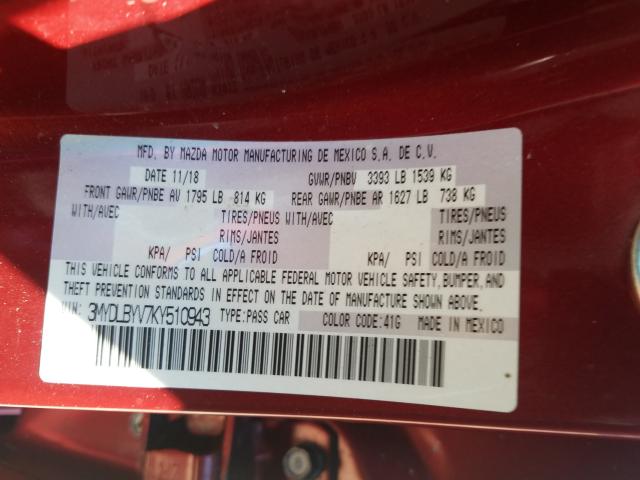 MFD. BY MAZDA MOTOR MANUFACTURING DE MEXICO S.A. DE C.V.
DATE 11/18 GVWR/PNBV 3393 LB 1539 KG
FRONT GAWR/PNBE AV 1795 LB 814 KG REAR GAWR/PNBE AR 1627 LB 738 KG
WITH/AVEC TIRES/PNEUS WITH/AVEC TIRES/PNEUS
RIMS/JANTES RIMS/JANTES
KPA/ PSI COLD/A FROID KPA/ PSI COLD/A FROID
THIS VEHICLE CONFORMS TO ALL APPLICABLE FEDERAL MOTOR VEHICLE SAFETY, BUMPER, AND
THEFT PREVENTION STANDARDS IN EFFECT ON THE DATE OF MANUFACTURE SHOWN ABOVE.
VIN: 3MYDLBYV7KY510943 TYPE:PASS CAR COLOR CODE:41G MADE IN MEXICO